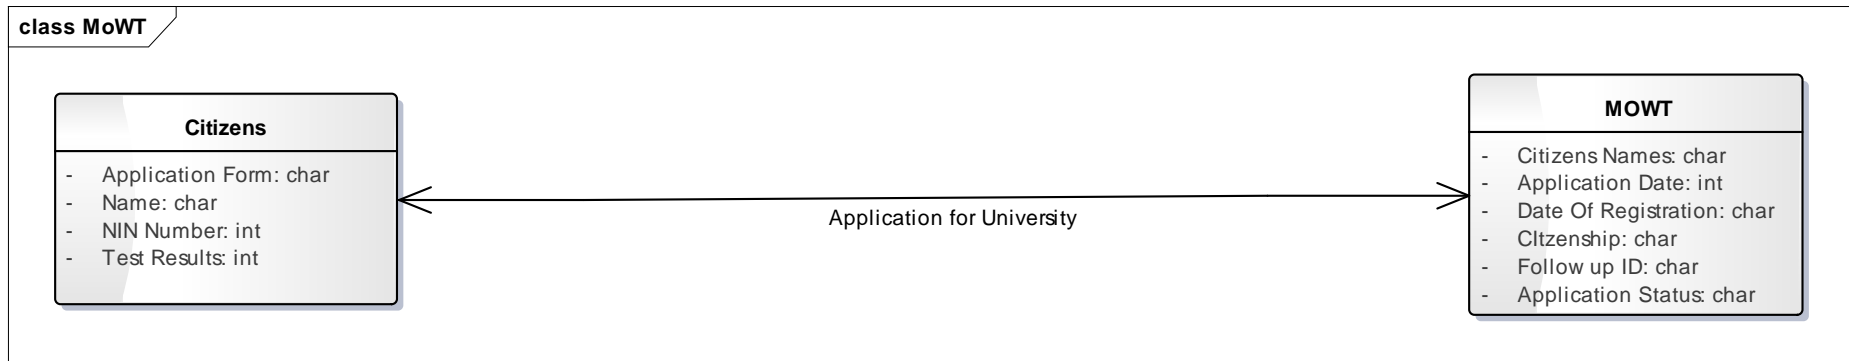 class MoWT
Citizens
- Application Form: char
- Name: char
- NIN Number: int
- Test Results: int
Application for University
MOWT
- Citizens Names: char
- Application Date: int
- Date Of Registration: char
- CItzenship: char
- Follow up ID: char
- Application Status: char